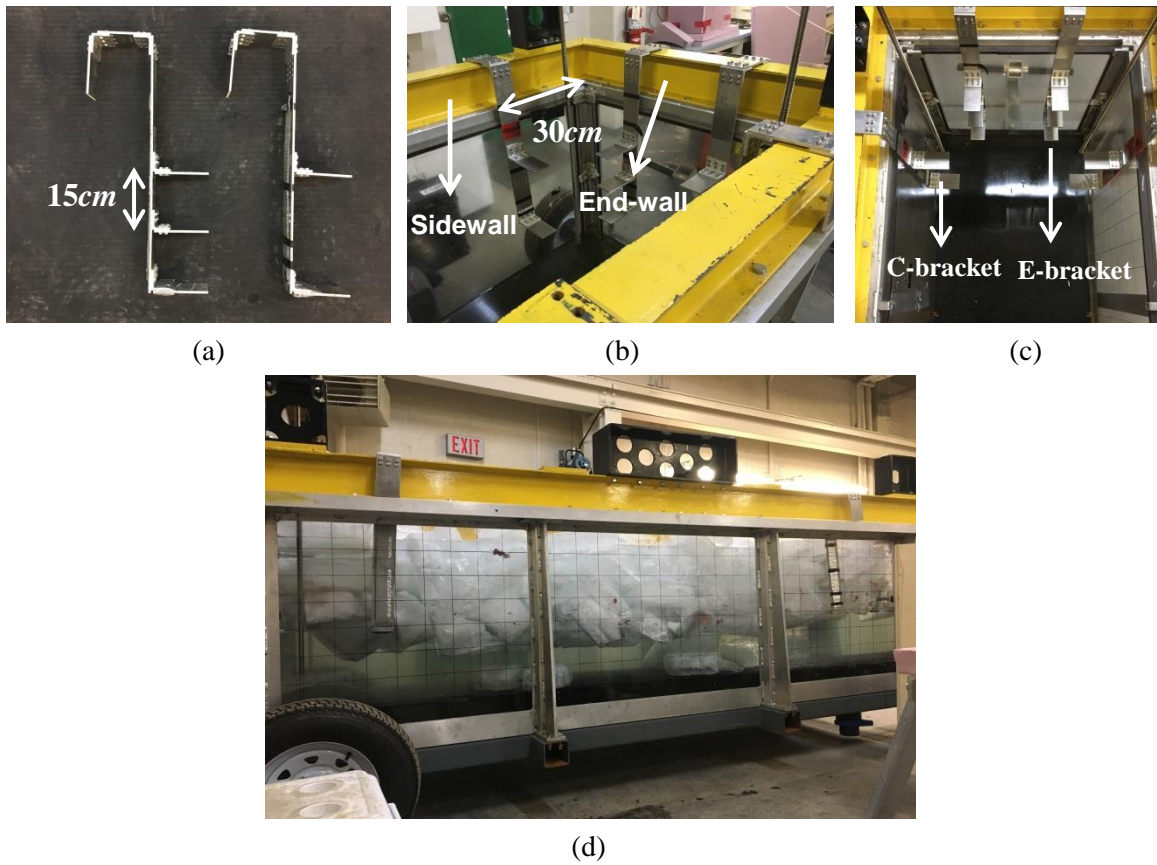 15cm
(a)
30cm
Sidewall
End-wall
(b)
C-bracket
E-bracket
(c)
EXIT
(d)